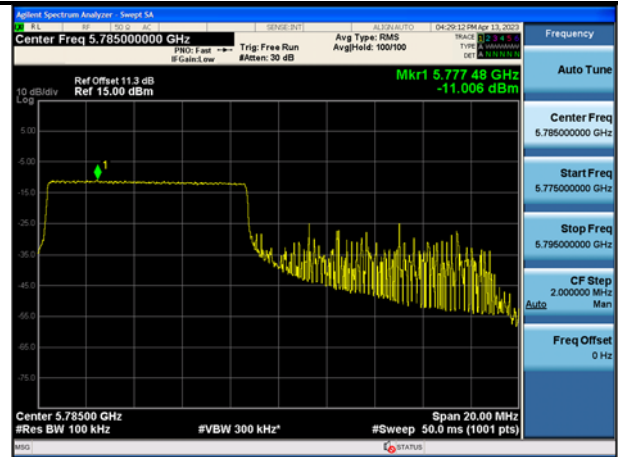 Agilent Spectrum Analyzer - Swept SA
RL RF 50 Ω AC SENSE:INT ALIGN AUTO 04:29:12 PM Apr 13, 2023
Center Freq 5.785000000 GHz
PNO: Fast
IFGain:Low
Trig: Free Run
#Atten: 30 dB
Avg Type: RMS
Avg|Hold: 100/100
TRACE 1 2 3 4 5 6
TYPE A WWWWW
DET A N N N N N
Frequency
Ref Offset 11.3 dB
Ref 15.00 dBm
10 dB/div
Log
Mkr1 5.777 48 GHz
-11.006 dBm
5.00
-5.00
-15.0
-25.0
-35.0
-45.0
-55.0
-65.0
-75.0
1
Center 5.78500 GHz
#Res BW 100 kHz
#VBW 300 kHz*
Span 20.00 MHz
#Sweep 50.0 ms (1001 pts)
MSG
STATUS
Auto Tune
Center Freq
5.785000000 GHz
Start Freq
5.775000000 GHz
Stop Freq
5.795000000 GHz
CF Step
2.000000 MHz
Auto Man
Freq Offset
0 Hz